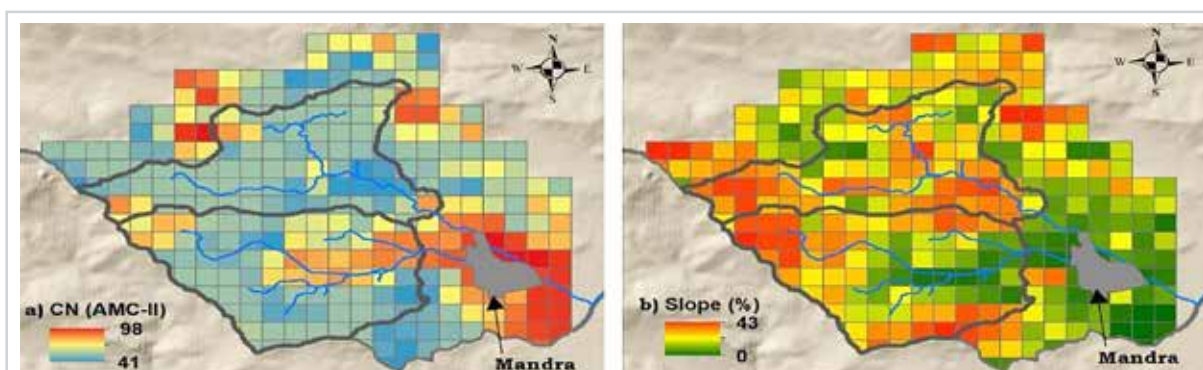 N
W E
S
a) CN (AMC-II)
98
41
Mandra
N
W E
S
b) Slope (%)
43
0
Mandra